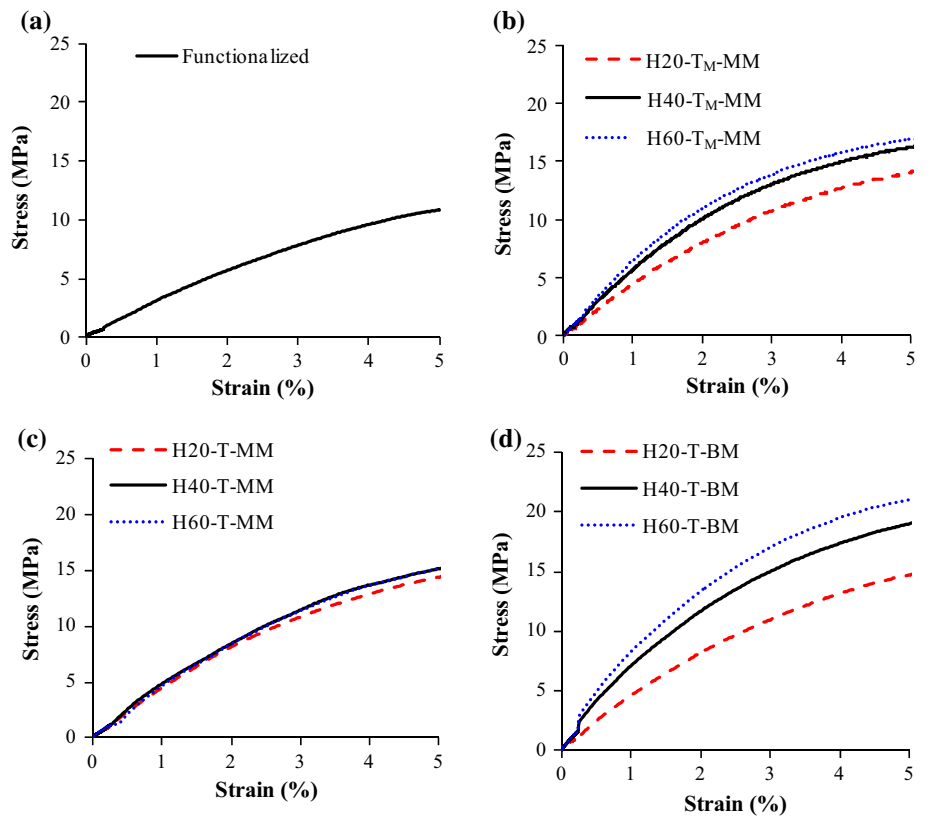 (a)
Functionalized
25
20
15
10
5
0
0 1 2 3 4 5
Stress (MPa)
Strain (%)
(b)
H20-TM-MM
H40-TM-MM
H60-TM-MM
25
20
15
10
5
0
0 1 2 3 4 5
Stress (MPa)
Strain (%)
(c)
H20-T-MM
H40-T-MM
H60-T-MM
25
20
15
10
5
0
0 1 2 3 4 5
Stress (MPa)
Strain (%)
(d)
H20-T-BM
H40-T-BM
H60-T-BM
25
20
15
10
5
0
0 1 2 3 4 5
Stress (MPa)
Strain (%)